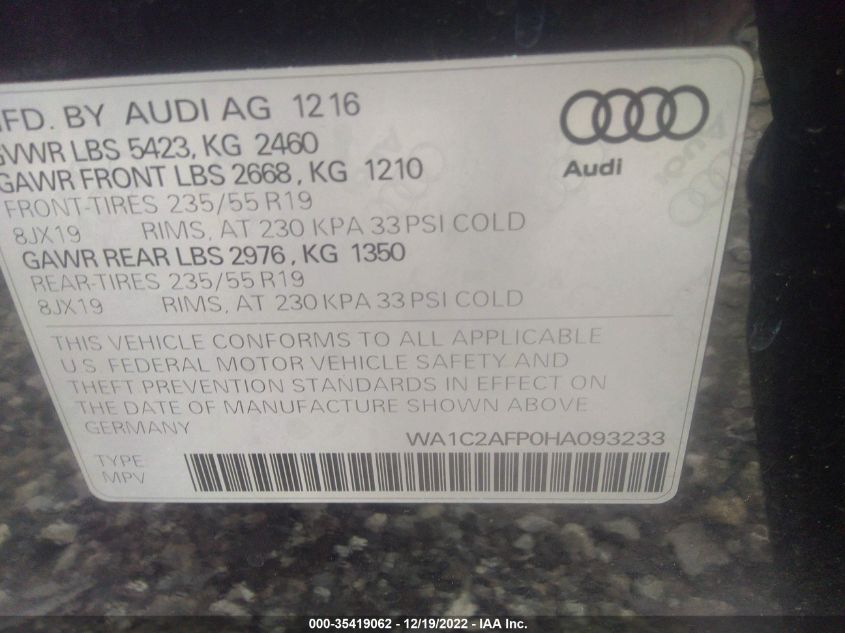 MFD. BY AUDI AG 12 16
GVWR LBS 5423, KG 2460
GAWR FRONT LBS 2668, KG 1210
FRONT-TIRES 235/55 R19
8JX19 RIMS, AT 230 KPA 33 PSI COLD
GAWR REAR LBS 2976, KG 1350
REAR-TIRES 235/55 R19
8JX19 RIMS, AT 230 KPA 33 PSI COLD
Audi
THIS VEHICLE CONFORMS TO ALL APPLICABLE
U.S. FEDERAL MOTOR VEHICLE SAFETY AND
THEFT PREVENTION STANDARDS IN EFFECT ON
THE DATE OF MANUFACTURE SHOWN ABOVE
GERMANY
WA1C2AFP0HA093233
TYPE
MPV
000-35419062 - 12/19/2022 - IAA Inc.